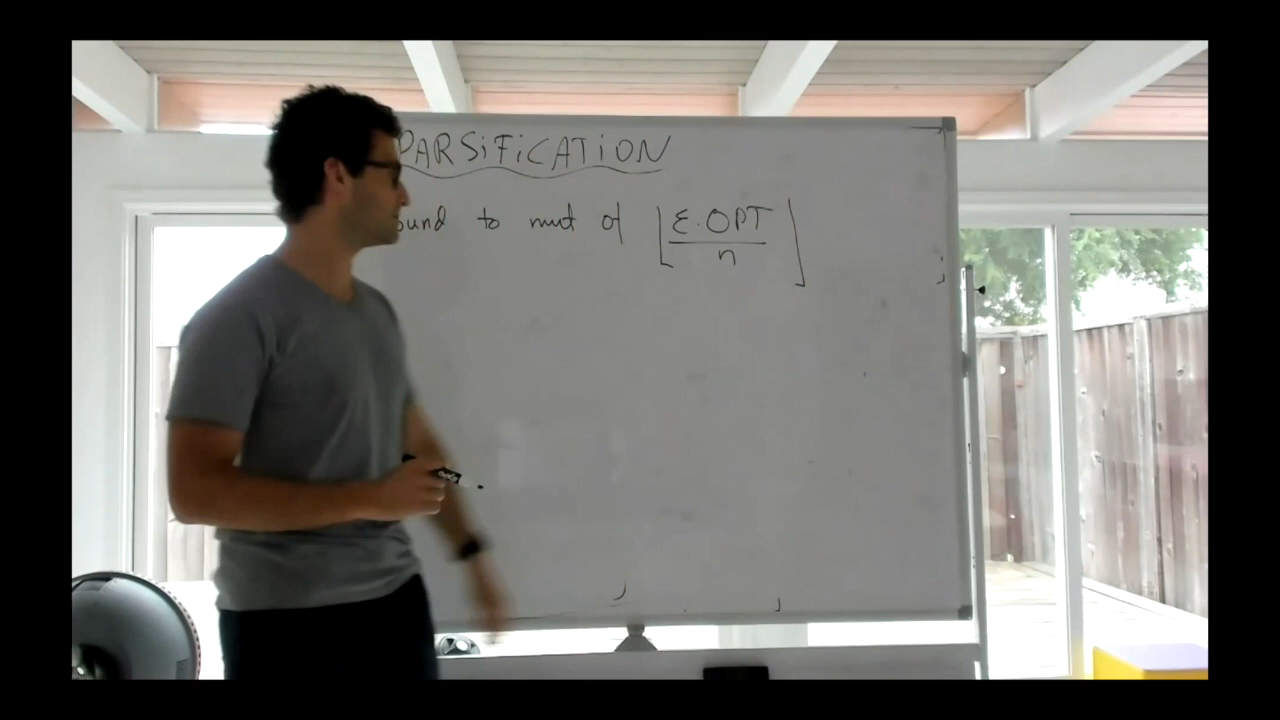 PARSiFiCATiON
ound to mult of ⌊ε·OPT / n⌋